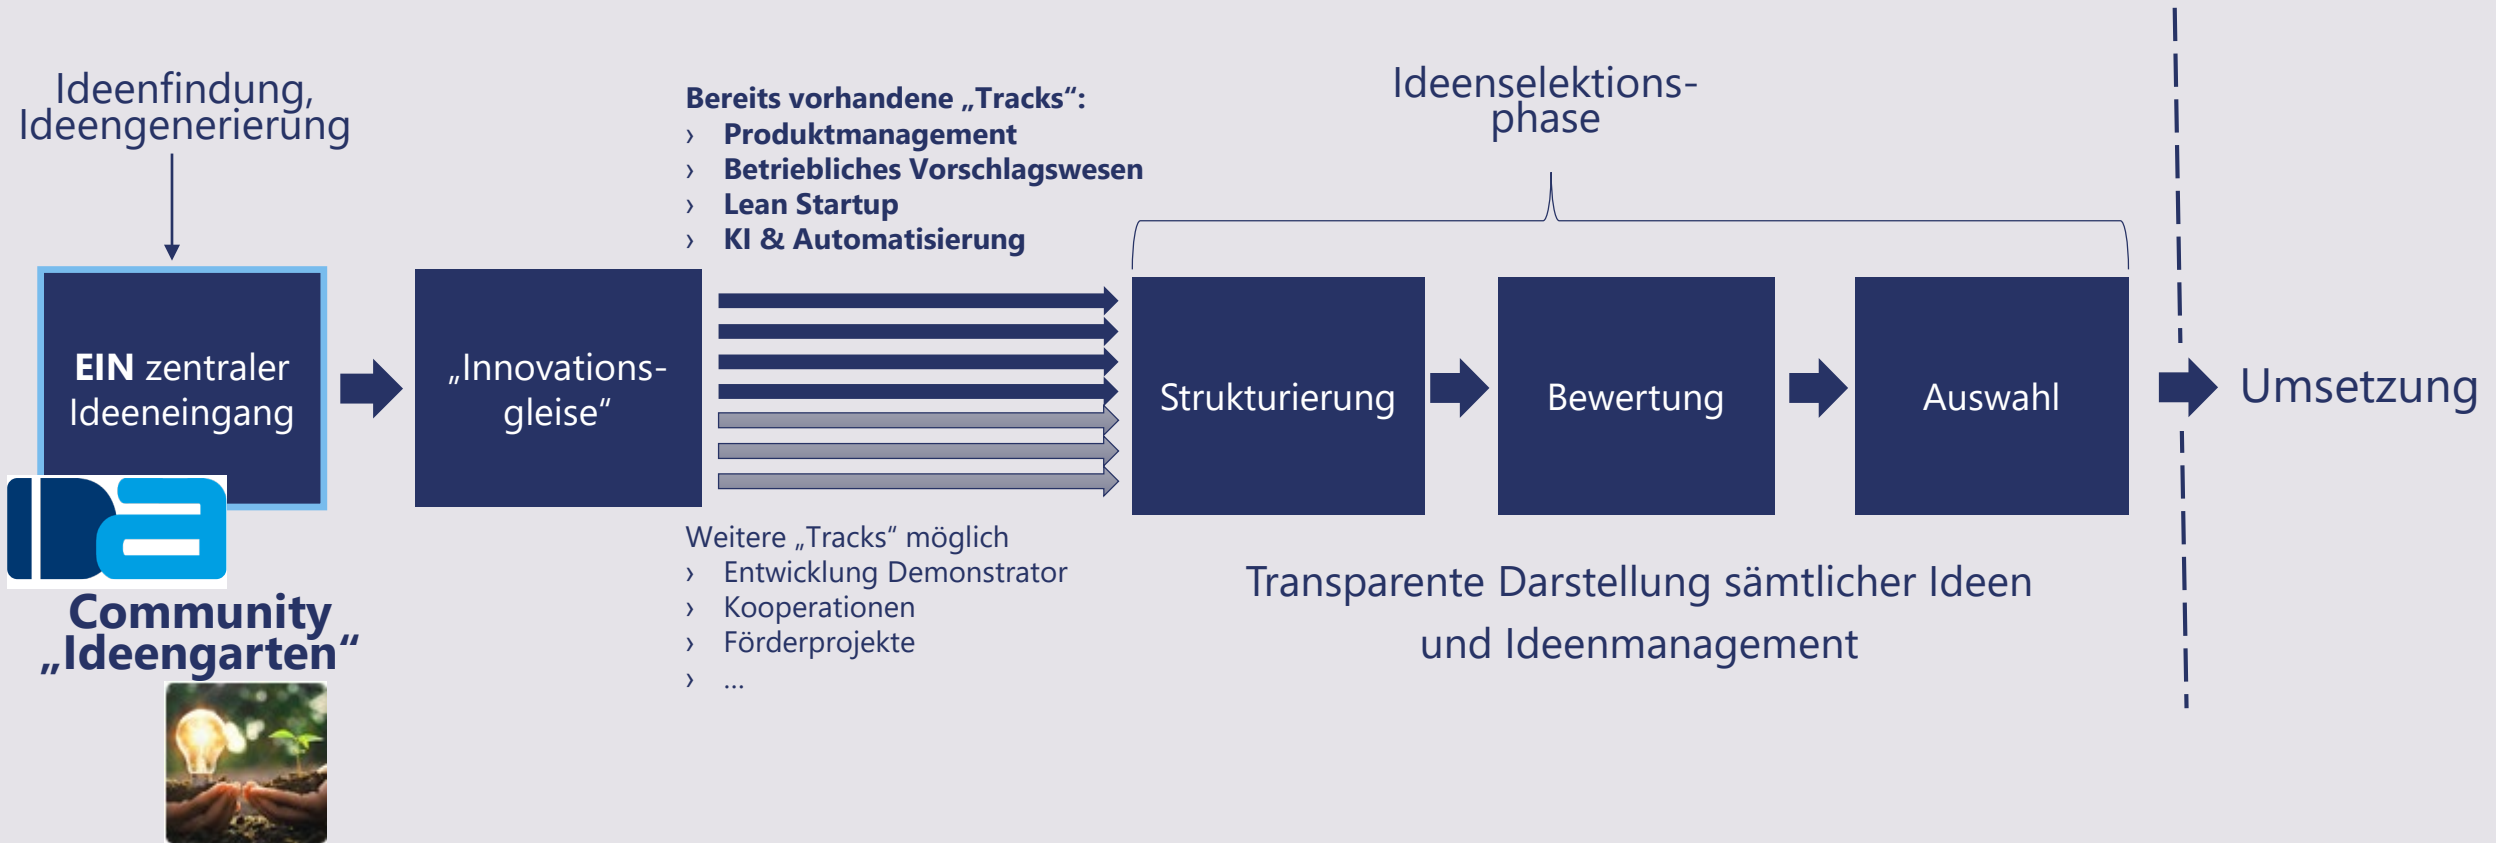 Ideenfindung,
Ideengenerierung
EIN zentraler
Ideeneingang
Da
Community
„Ideengarten“
„Innovations-
gleise“
Bereits vorhandene „Tracks“:
› Produktmanagement
› Betriebliches Vorschlagswesen
› Lean Startup
› KI & Automatisierung
Weitere „Tracks“ möglich
› Entwicklung Demonstrator
› Kooperationen
› Förderprojekte
› ...
Ideenselektions-
phase
Strukturierung
Bewertung
Auswahl
Transparente Darstellung sämtlicher Ideen
und Ideenmanagement
Umsetzung